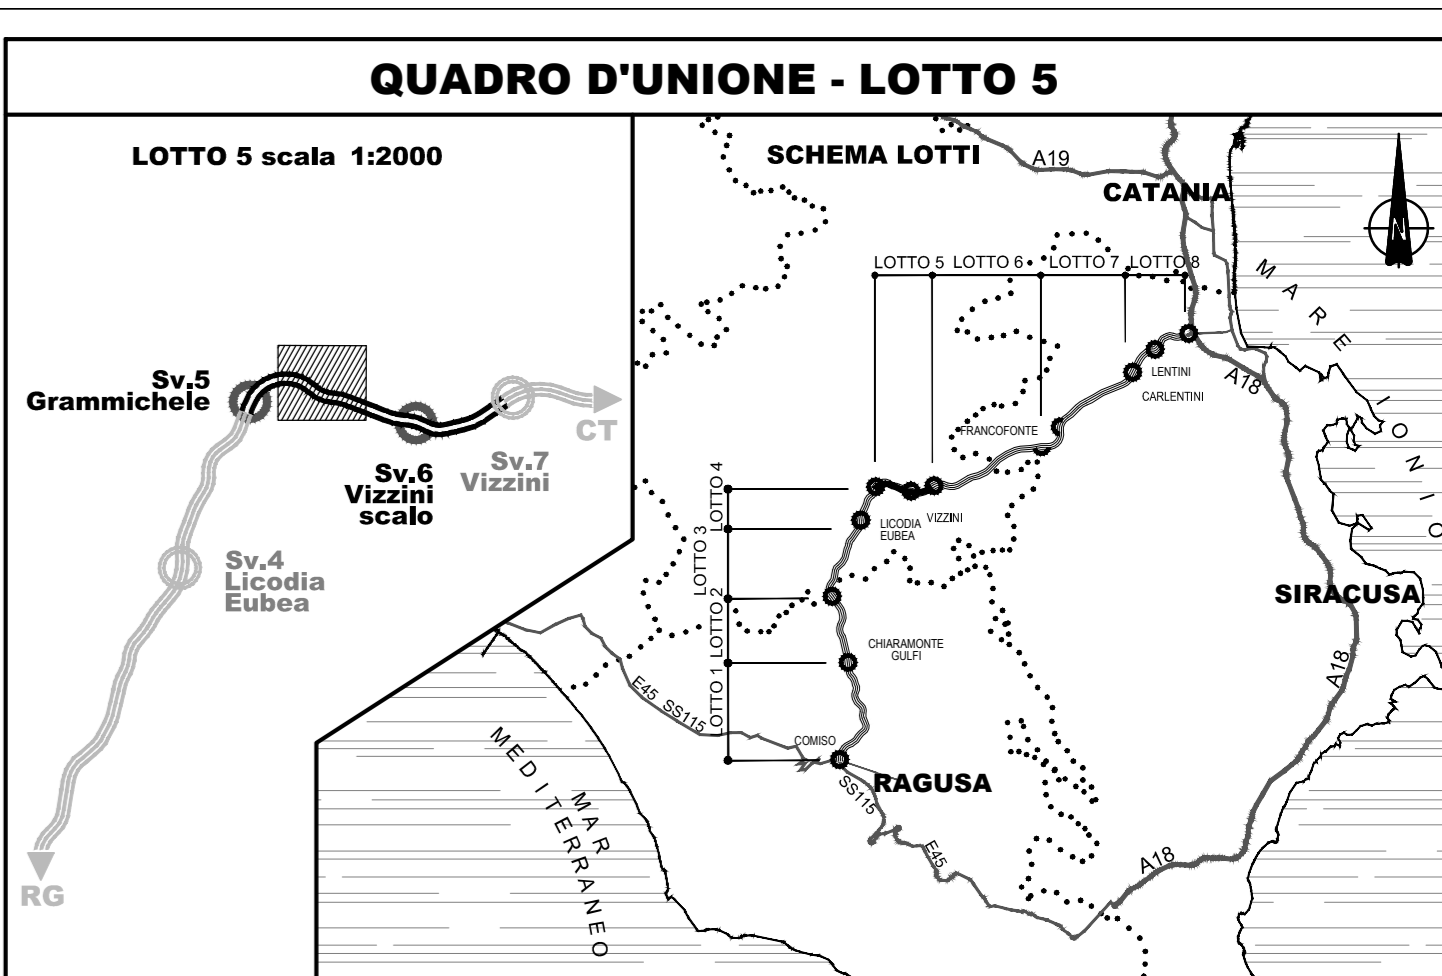 QUADRO D'UNIONE - LOTTO 5
LOTTO 5 scala 1:2000
Sv.5
Grammichele
Sv.6
Vizzini
scalo
Sv.7
Vizzini
CT
Sv.4
Licodia
Eubea
RG
SCHEMA LOTTI
A19
CATANIA
N
LOTTO 5
LOTTO 6
LOTTO 7
LOTTO 8
MARE IONIO
LENTINI
CARLENTINI
A18
FRANCOFONTE
VIZZINI
LICODIA
EUBEA
LOTTO 4
LOTTO 3
LOTTO 2
LOTTO 1
SIRACUSA
CHIARAMONTE
GULFI
E45 SS115
A18
COMISO
RAGUSA
SS115
E45
A18
MAR
MEDITERRANEO